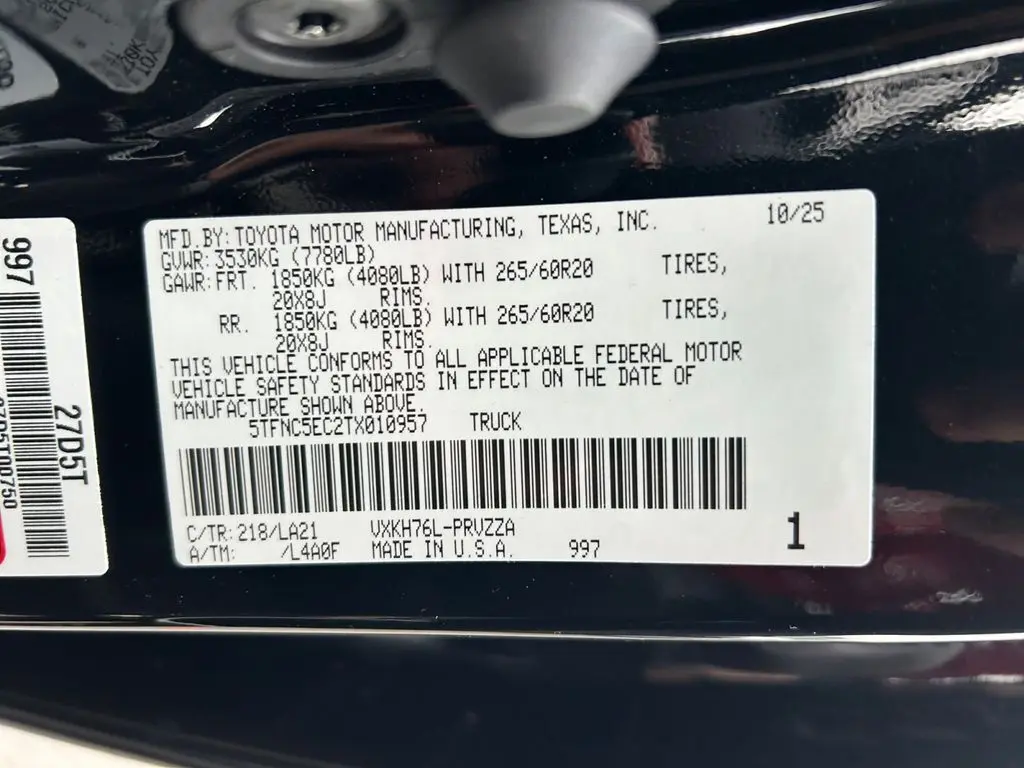 MFD.BY:TOYOTA MOTOR MANUFACTURING, TEXAS, INC. 10/25
GVWR:3530KG (7780LB)
GAWR:FRT. 1850KG (4080LB) WITH 265/60R20 TIRES,
20X8J RIMS.
RR. 1850KG (4080LB) WITH 265/60R20 TIRES,
20X8J RIMS.
THIS VEHICLE CONFORMS TO ALL APPLICABLE FEDERAL MOTOR
VEHICLE SAFETY STANDARDS IN EFFECT ON THE DATE OF
MANUFACTURE SHOWN ABOVE.
5TFNC5EC2TX010957 TRUCK
C/TR:218/LA21 VXKH76L-PRVZZA
A/TM: /L4A0F MADE IN U.S.A. 997
1
997
27D5T